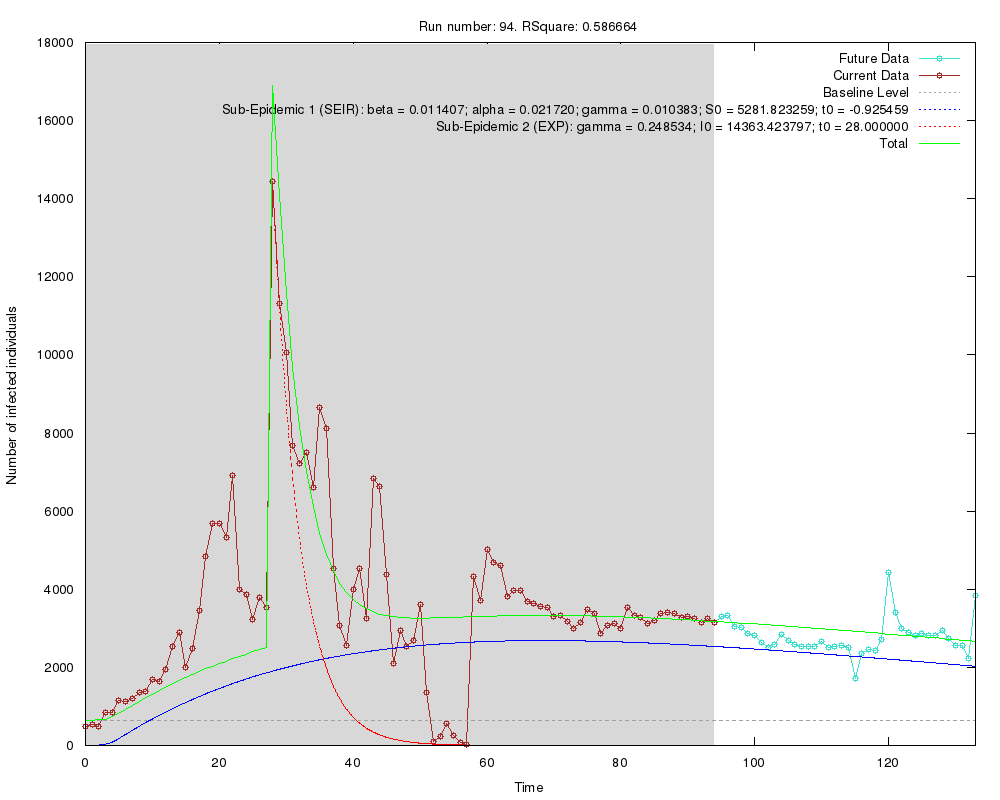 Run number: 94. RSquare: 0.586664
18000
16000
14000
12000
10000
8000
6000
4000
2000
0
Number of infected individuals
Future Data
Current Data
Baseline Level
Sub-Epidemic 1 (SEIR): beta = 0.011407; alpha = 0.021720; gamma = 0.010383; S0 = 5281.823259; t0 = -0.925459
Sub-Epidemic 2 (EXP): gamma = 0.248534; I0 = 14363.423797; t0 = 28.000000
Total
0 20 40 60 80 100 120
Time